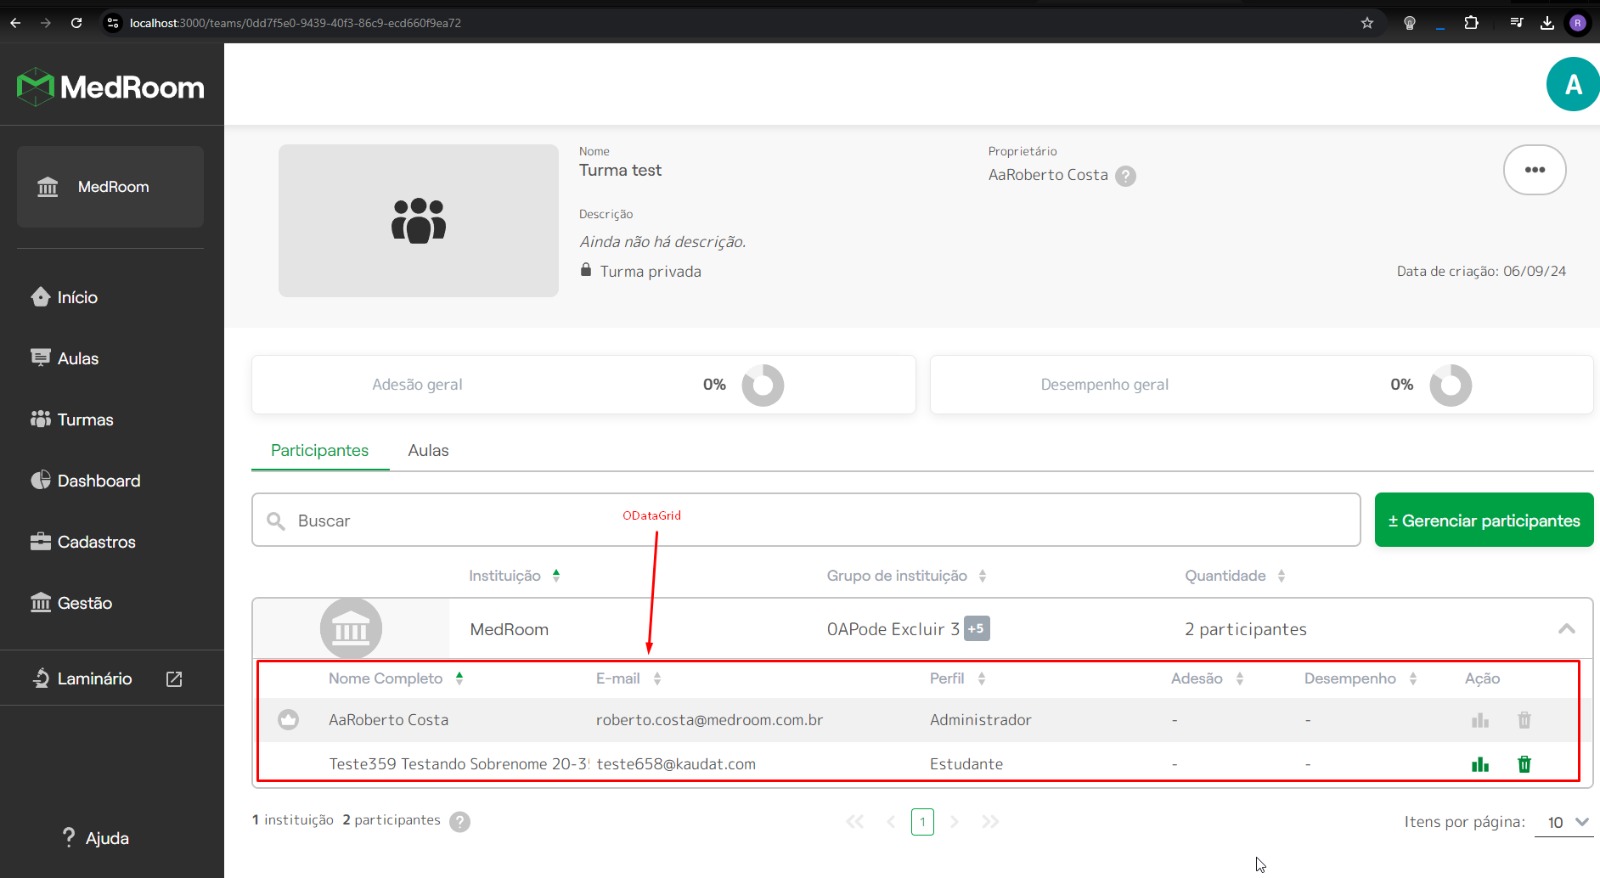 localhost:3000/teams/0dd7f5e0-9439-40f3-86c9-ecd660f9ea72
R
MedRoom
A
MedRoom
Nome
Turma test
Proprietário
AaRoberto Costa ?
•••
Descrição
Ainda não há descrição.
Turma privada
Data de criação: 06/09/24
Início
Aulas
Turmas
Dashboard
Cadastros
Gestão
Laminário
? Ajuda
Adesão geral 0%
Desempenho geral 0%
Participantes Aulas
Buscar
ODataGrid
± Gerenciar participantes
Instituição Grupo de instituição Quantidade
MedRoom 0APode Excluir 3 +5 2 participantes
Nome Completo E-mail Perfil Adesão Desempenho Ação
AaRoberto Costa roberto.costa@medroom.com.br Administrador - -
Teste359 Testando Sobrenome 20-3 teste658@kaudat.com Estudante - -
1 instituição 2 participantes ?
1
Itens por página: 10